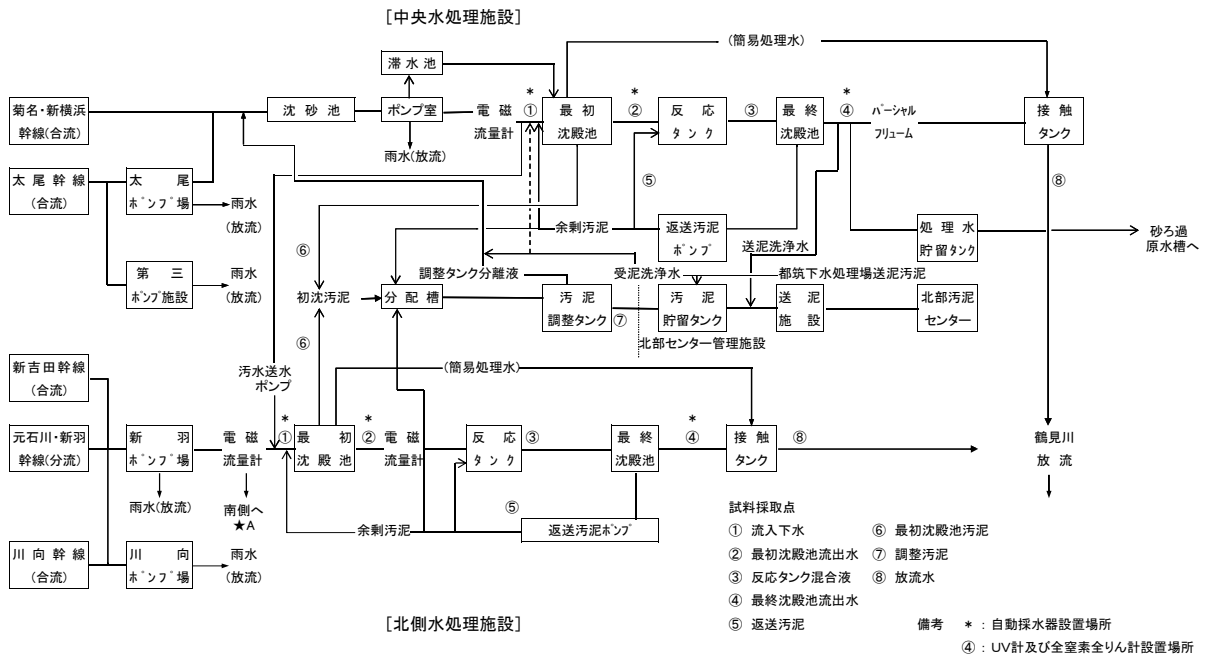 [中央水処理施設]
(簡易処理水)
滞水池
菊名・新横浜
幹線(合流)
沈砂池
ポンプ室
電磁
流量計
*
①
最初
沈殿池
*
②
反応
タンク
③
最終
沈殿池
*
④
パーシャル
フリューム
接触
タンク
雨水(放流)
太尾幹線
(合流)
太尾
ポンプ場
雨水
(放流)
⑤
⑧
余剰汚泥
返送汚泥
ポンプ
処理水
貯留タンク
砂ろ過
原水槽へ
送泥洗浄水
⑥
第三
ポンプ施設
雨水
(放流)
調整タンク分離液
受泥洗浄水
都筑下水処理場送泥汚泥
初沈汚泥
分配槽
汚泥
調整タンク
⑦
汚泥
貯留タンク
送泥
施設
北部汚泥
センター
北部センター管理施設
⑥
新吉田幹線
(合流)
汚水送水
ポンプ
(簡易処理水)
元石川・新羽
幹線(分流)
新羽
ポンプ場
電磁
流量計
*
①
最初
沈殿池
*
②
電磁
流量計
反応
タンク
③
最終
沈殿池
*
④
接触
タンク
⑧
鶴見川
放流
雨水(放流)
南側へ
★A
余剰汚泥
⑤
返送汚泥ポンプ
川向幹線
(合流)
川向
ポンプ場
雨水
(放流)
試料採取点
① 流入下水
⑥ 最初沈殿池汚泥
② 最初沈殿池流出水
⑦ 調整汚泥
③ 反応タンク混合液
⑧ 放流水
④ 最終沈殿池流出水
⑤ 返送汚泥
[北側水処理施設]
備考 * : 自動採水器設置場所
④ : UV計及び全窒素全りん計設置場所